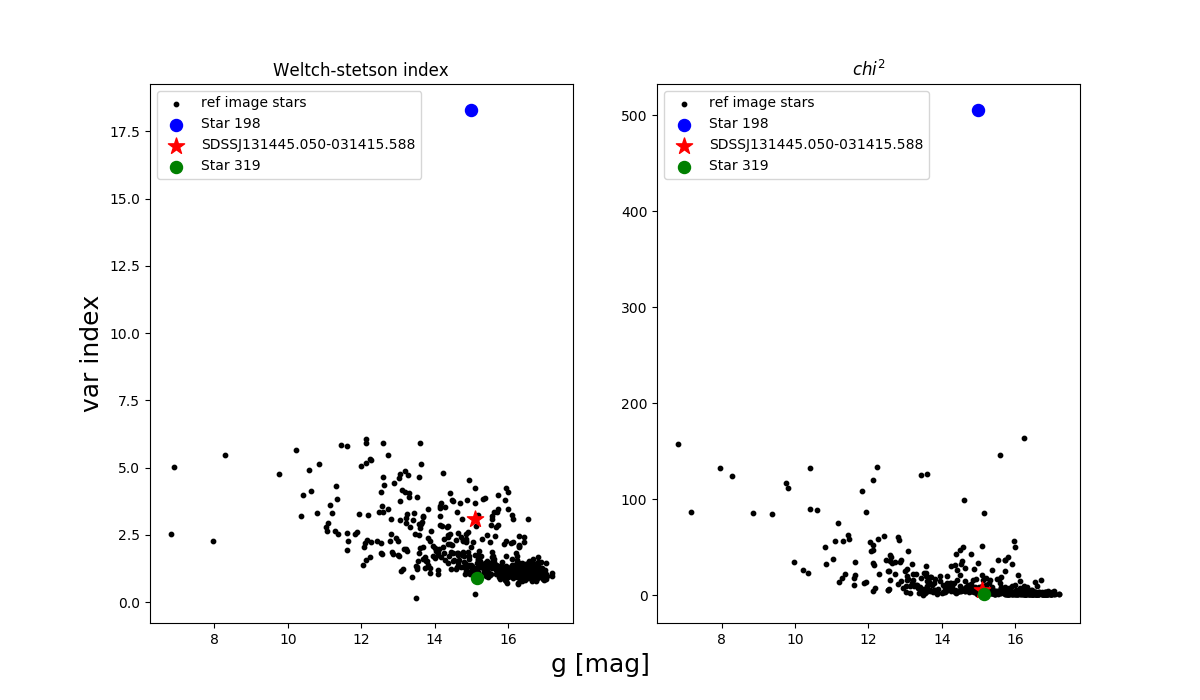 Weltch-stetson index
ref image stars
Star 198
SDSSJ131445.050-031415.588
Star 319
17.5
15.0
12.5
10.0
7.5
5.0
2.5
0.0
8 10 12 14 16
var index
chi²
ref image stars
Star 198
SDSSJ131445.050-031415.588
Star 319
500
400
300
200
100
0
8 10 12 14 16
g [mag]